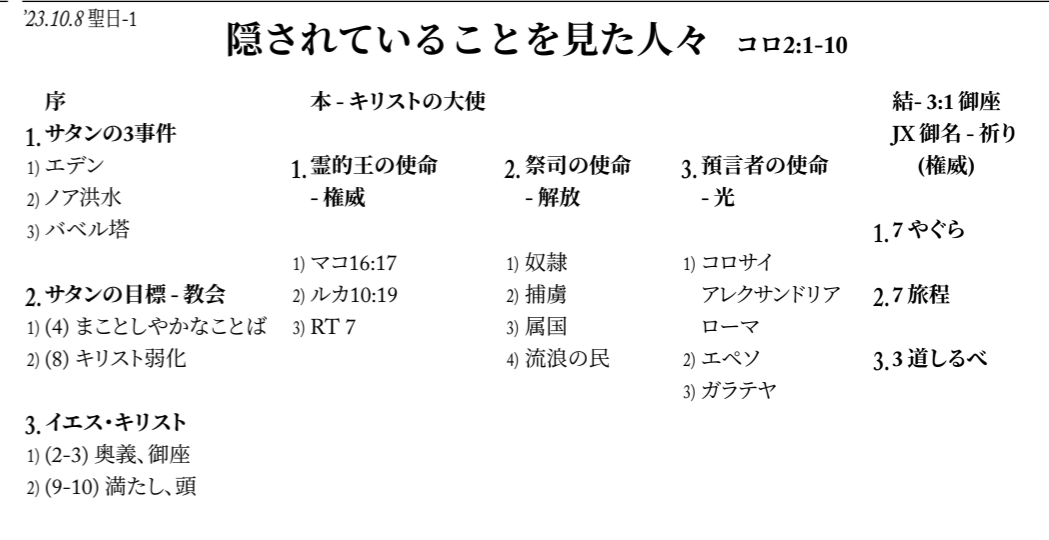 ’23.10.8 聖日-1
隠されていることを見た人々 コロ2:1-10
序
1. サタンの3事件
1) エデン
2) ノア洪水
3) バベル塔
2. サタンの目標 - 教会
1) (4) まことしやかなことば
2) (8) キリスト弱化
3. イエス・キリスト
1) (2-3) 奥義、御座
2) (9-10) 満たし、頭
本 - キリストの大使
1. 霊的王の使命
- 権威
1) マコ16:17
2) ルカ10:19
3) RT 7
2. 祭司の使命
- 解放
1) 奴隷
2) 捕虜
3) 属国
4) 流浪の民
3. 預言者の使命
- 光
1) コロサイ
アレクサンドリア
ローマ
2) エペソ
3) ガラテヤ
結- 3:1 御座
JX 御名 - 祈り
(権威)
1. 7 やぐら
2. 7 旅程
3. 3 道しるべ